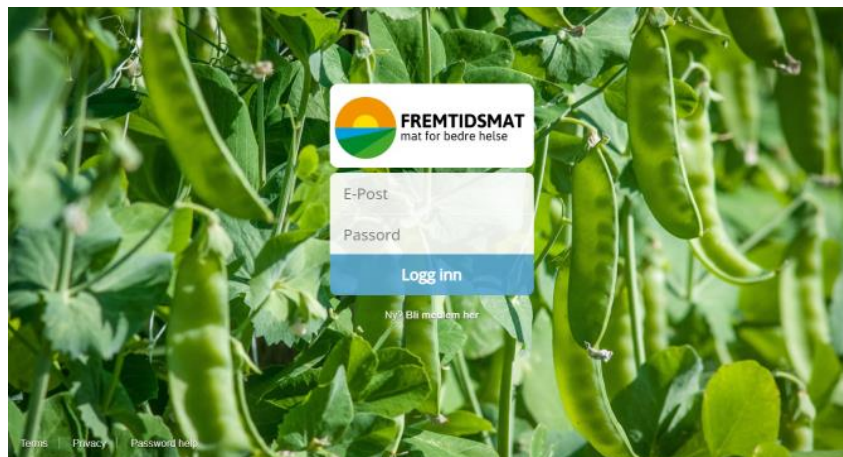 FREMTIDSMAT
mat for bedre helse
E-Post
Passord
Logg inn
Ny? Bli medlem her
Terms | Privacy | Password help